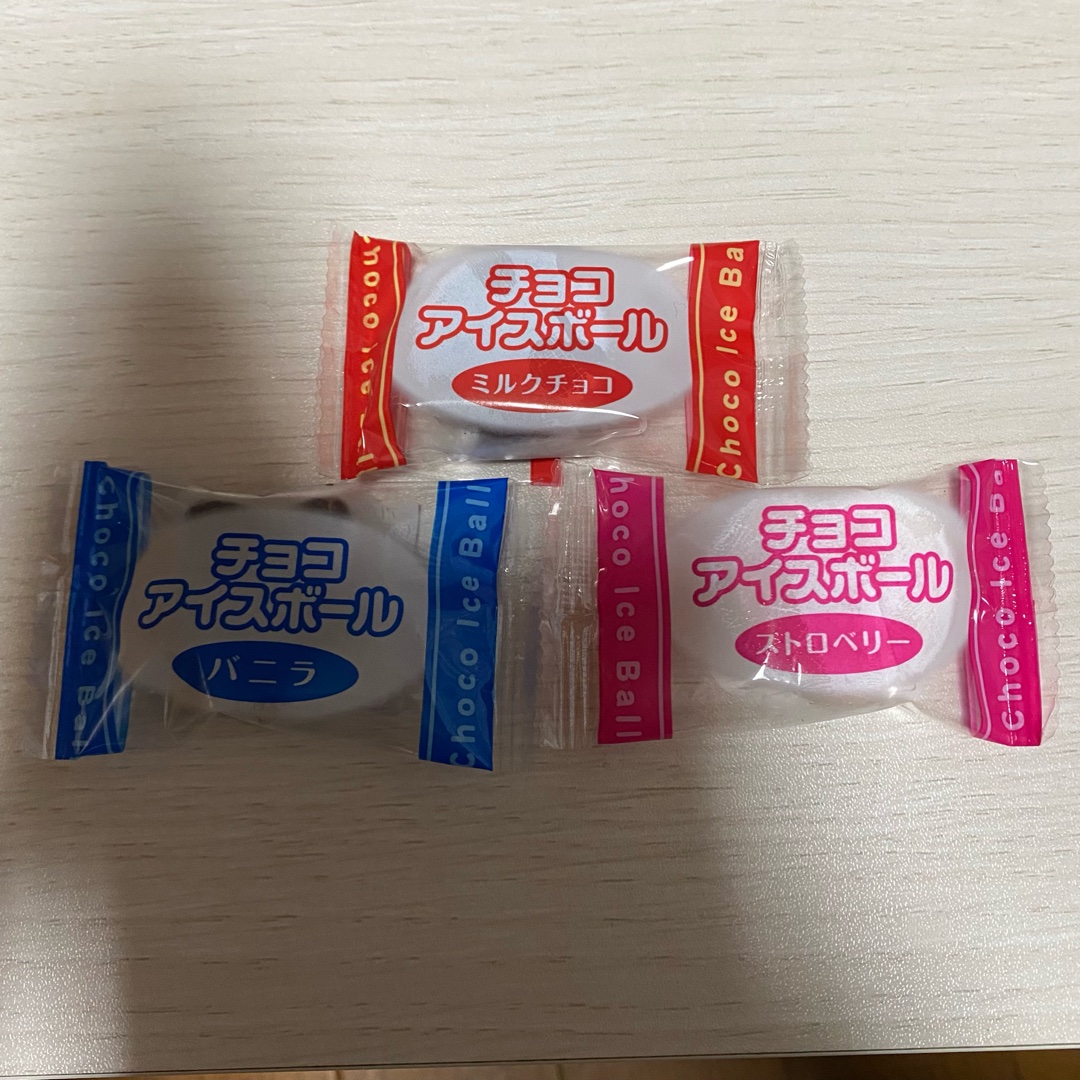 Choco Ice Ball
チョコ
アイスボール
ミルクチョコ
Choco Ice Ba
Choco Ice Bal
チョコ
アイスボール
バニラ
Choco Ice Ball
hoco Ice Ball
チョコ
アイスボール
ストロベリー
Choco Ice Ba